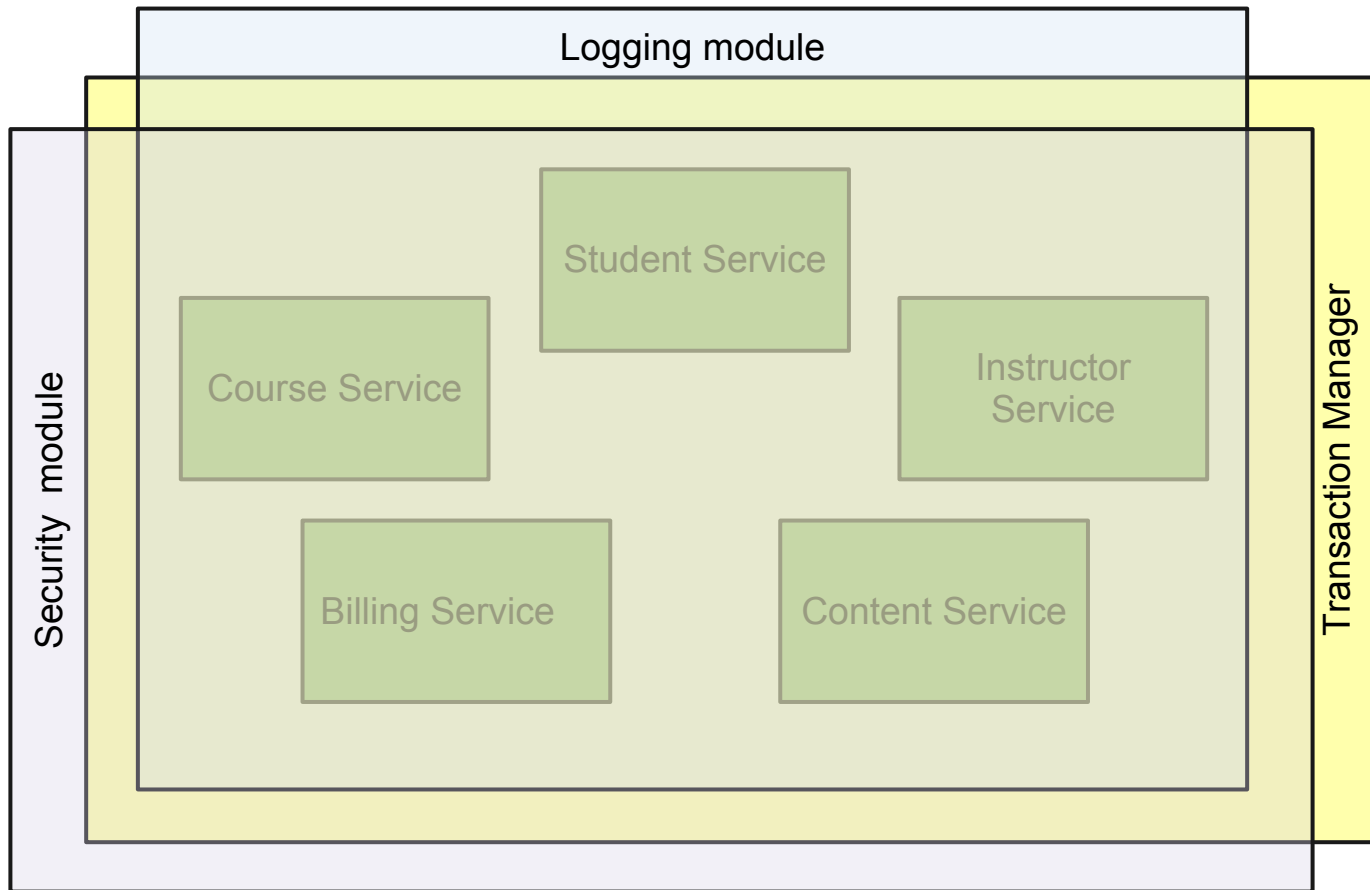 Logging module
Student Service
Course Service
Instructor
Service
Security  module
Transaction Manager
Billing Service
Content Service